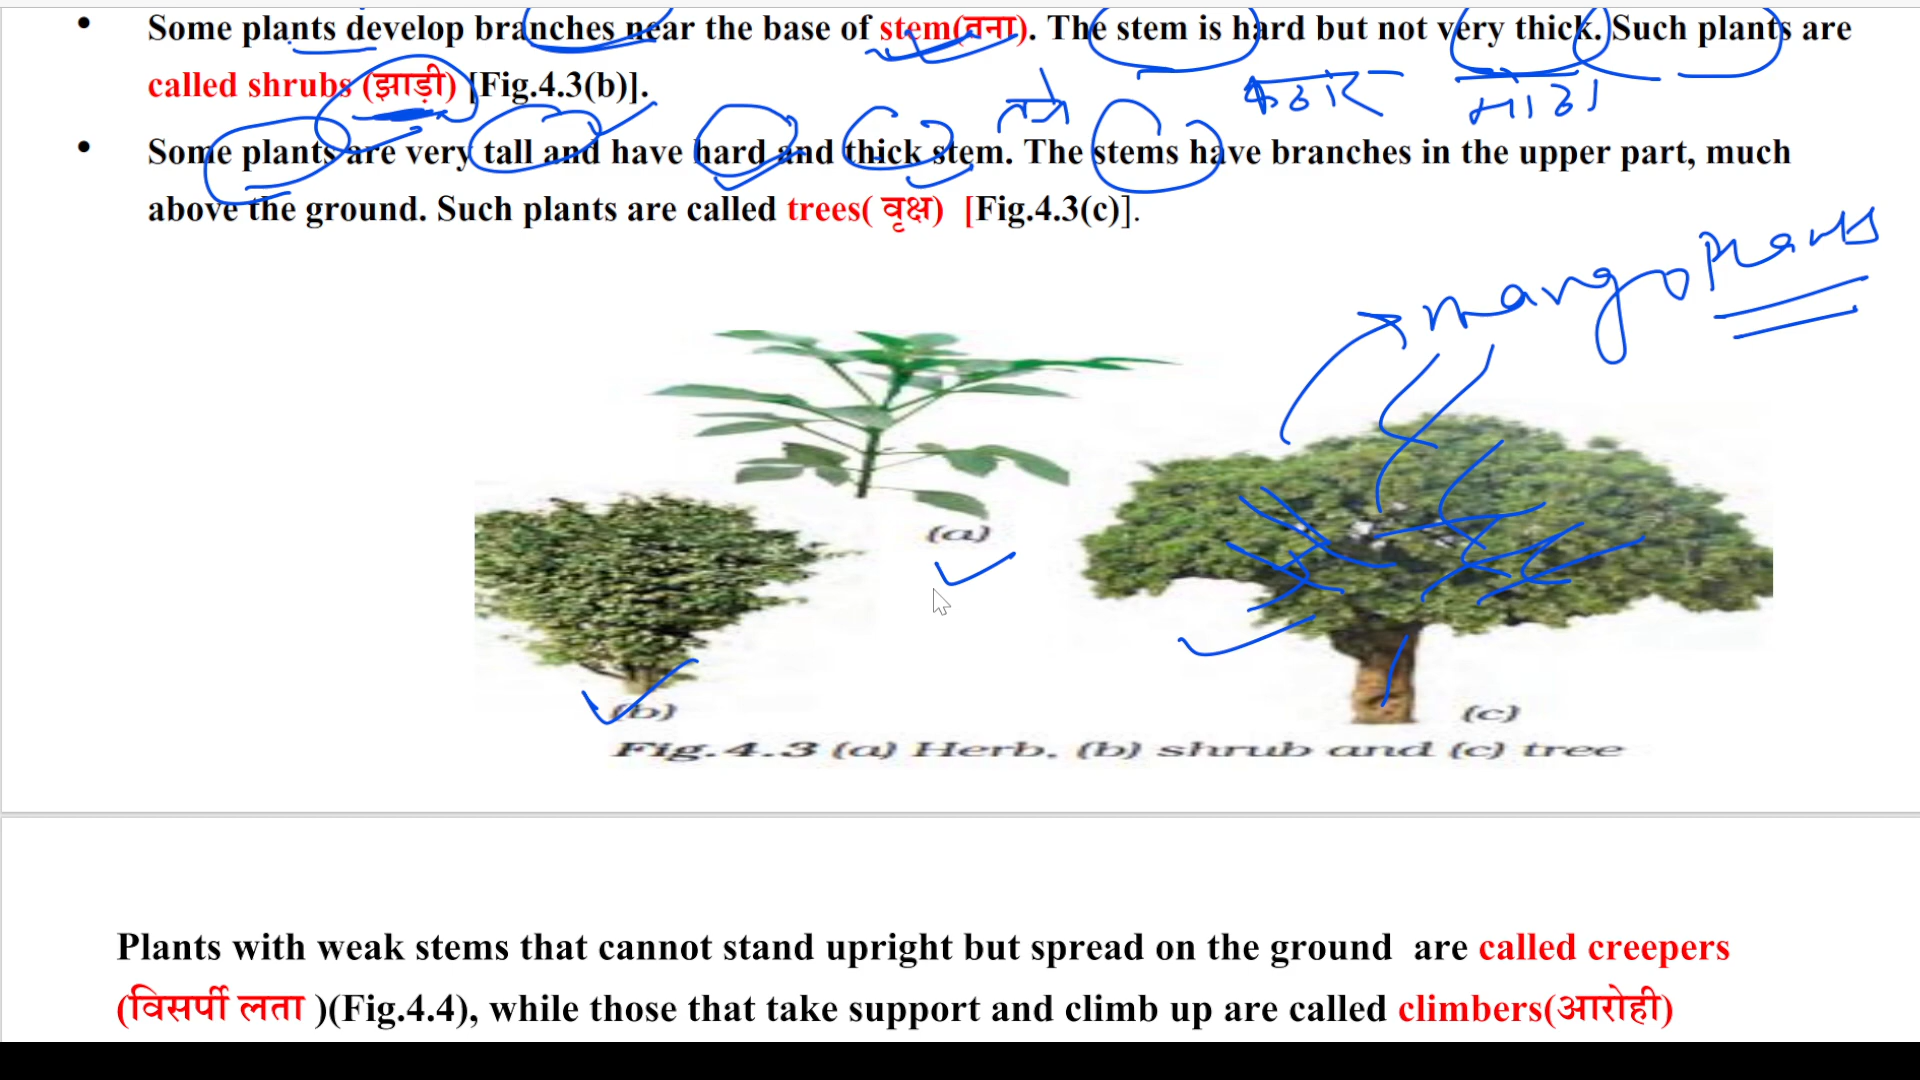 • Some plants develop branches near the base of stem(तना). The stem is hard but not very thick. Such plants are
called shrubs (झाड़ी) [Fig.4.3(b)].
कठोर मोटा
तने
• Some plants are very tall and have hard and thick stem. The stems have branches in the upper part, much
above the ground. Such plants are called trees( वृक्ष) [Fig.4.3(c)].
mango Plants
(a)
(b)
(c)
Fig.4.3 (a) Herb, (b) shrub and (c) tree
Plants with weak stems that cannot stand upright but spread on the ground are called creepers
(विसर्पी लता )(Fig.4.4), while those that take support and climb up are called climbers(आरोही)